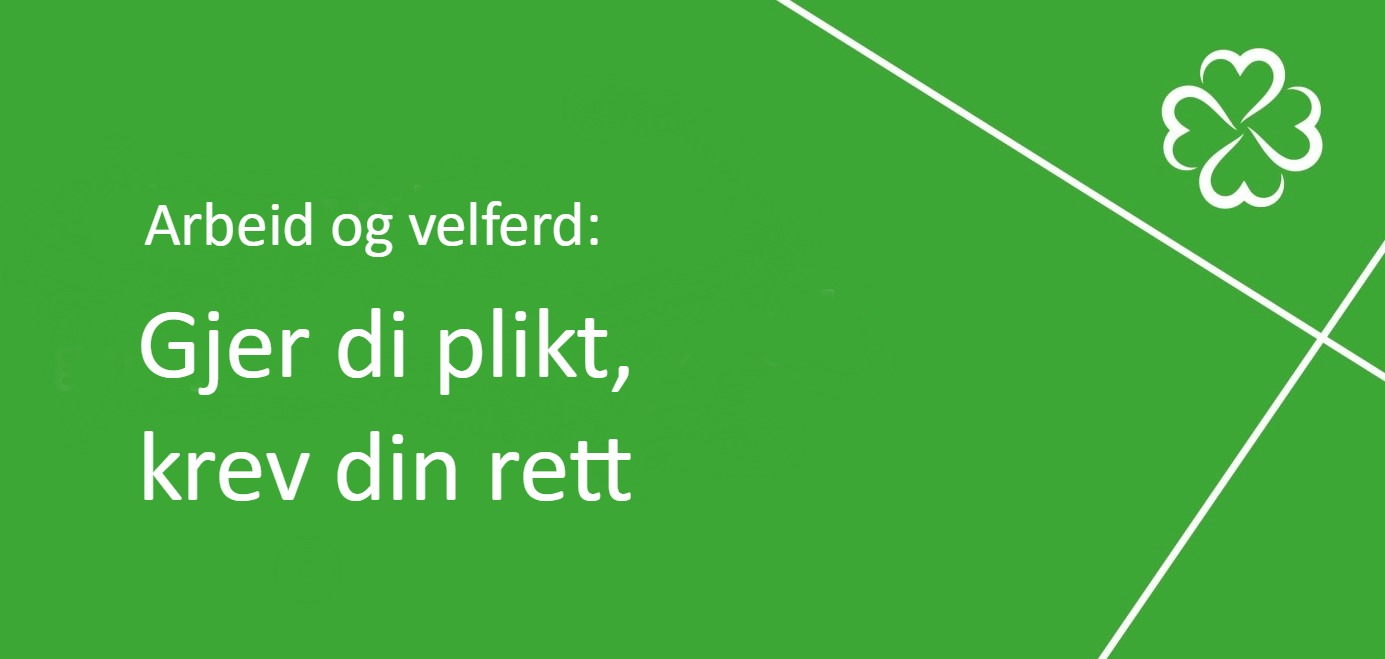 Arbeid og velferd:
Gjer di plikt,
krev din rett